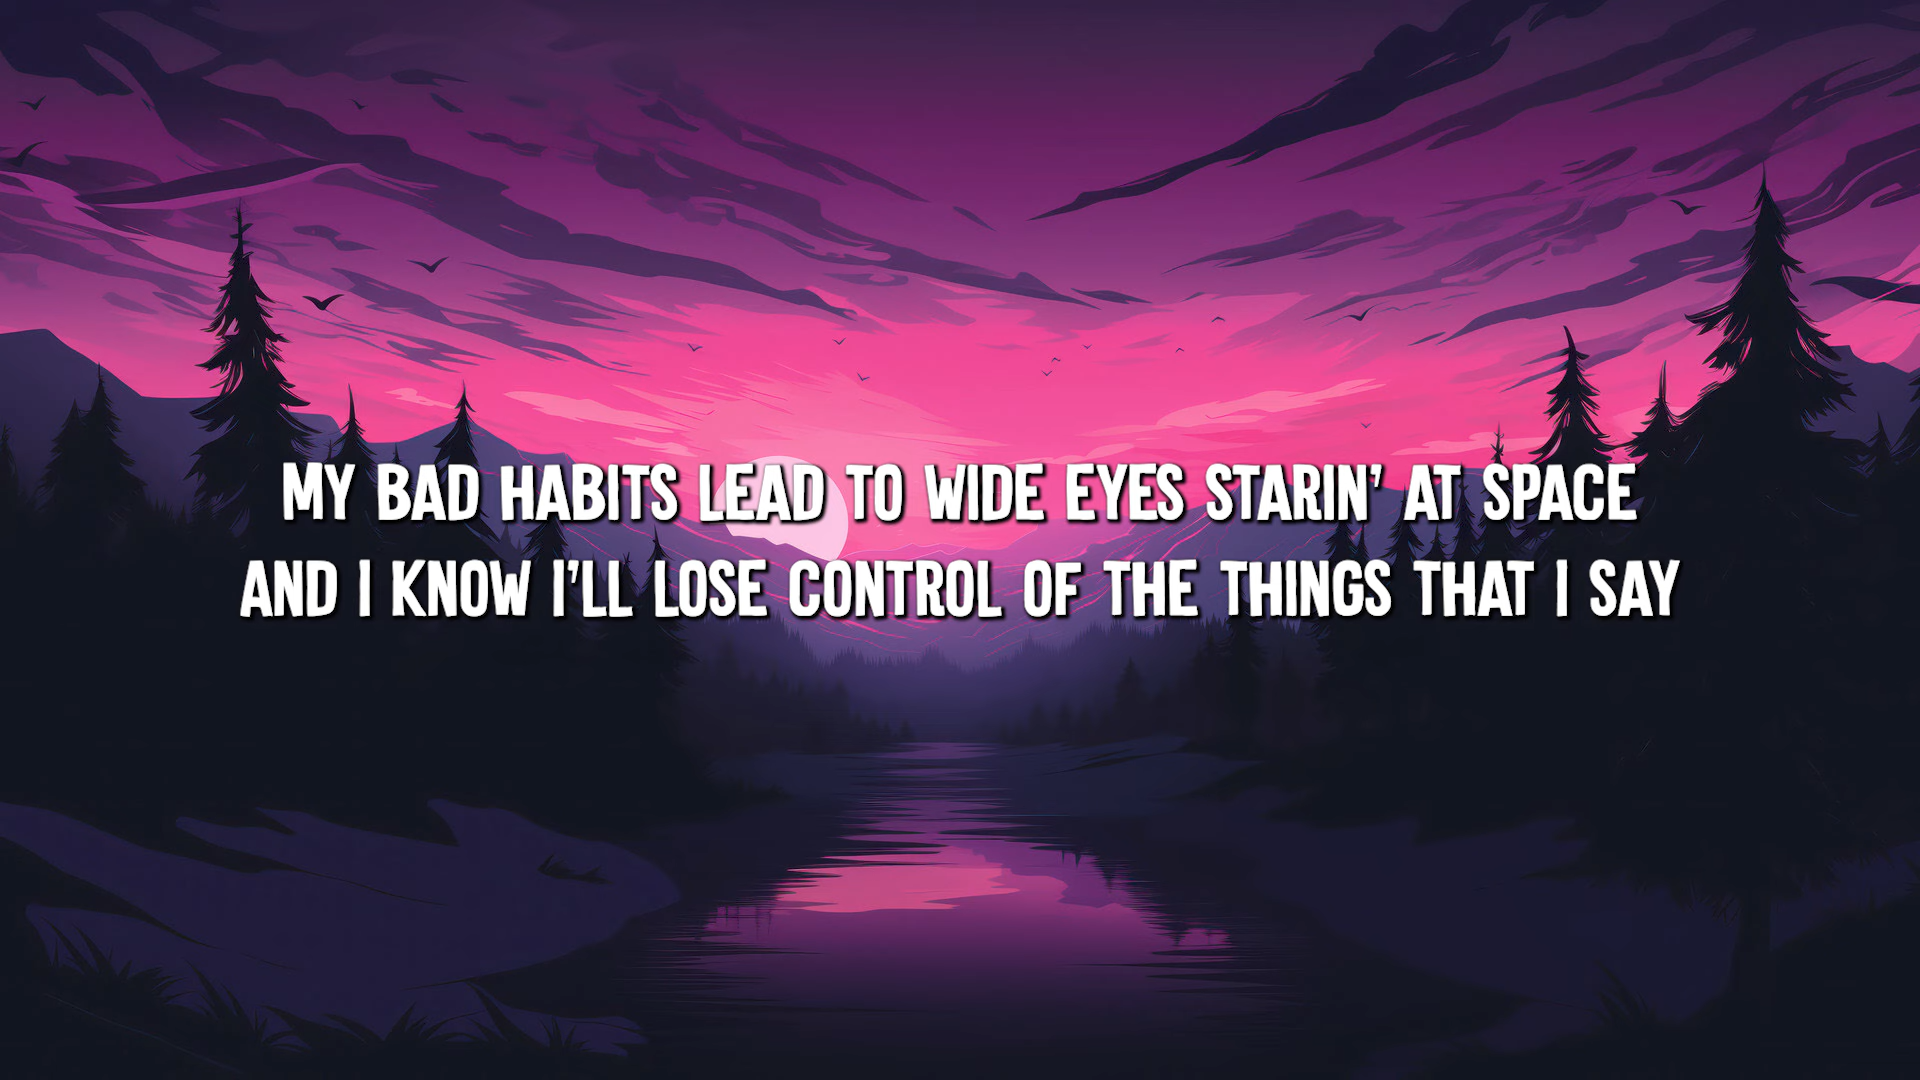 MY BAD HABITS LEAD TO WIDE EYES STARIN' AT SPACE
AND I KNOW I'LL LOSE CONTROL OF THE THINGS THAT I SAY